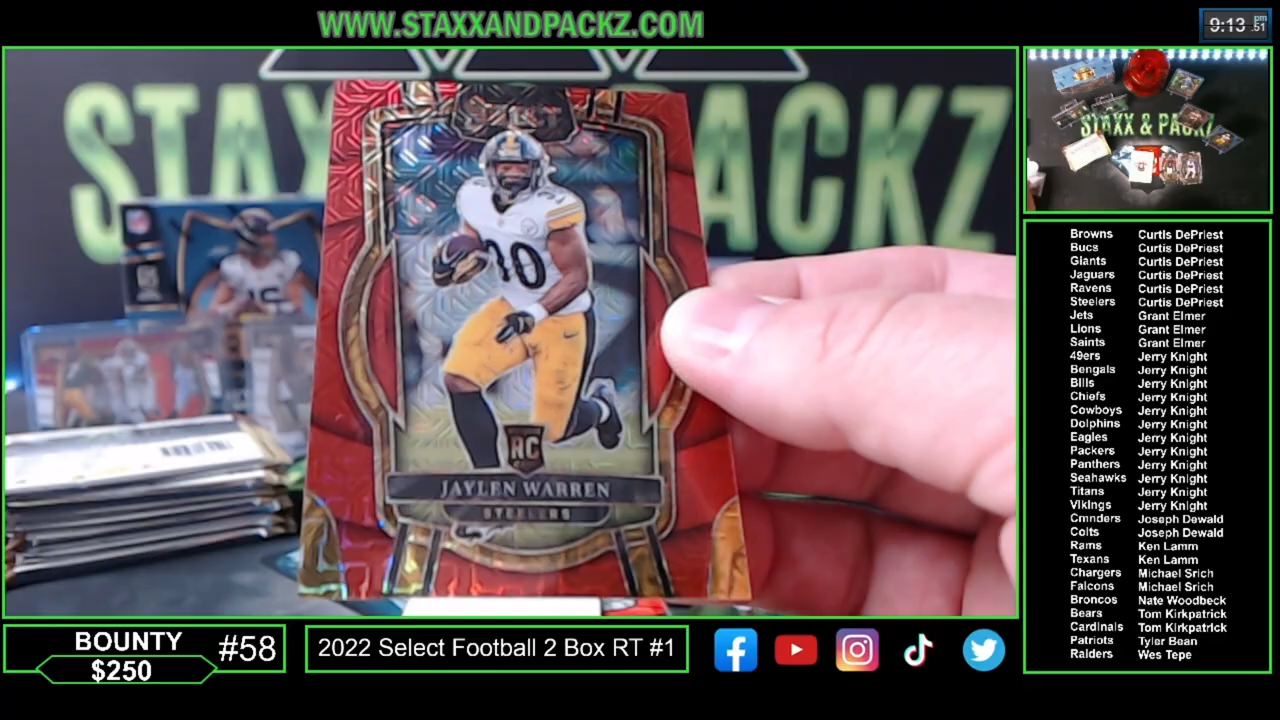 WWW.STAXXANDPACKZ.COM
9:13 pm 51
STAXX & PACKZ
SELECT
30
RC
JAYLEN WARREN
STEELERS
STAXX & PACKZ
Browns Curtis DePriest
Bucs Curtis DePriest
Giants Curtis DePriest
Jaguars Curtis DePriest
Ravens Curtis DePriest
Steelers Curtis DePriest
Jets Grant Elmer
Lions Grant Elmer
Saints Grant Elmer
49ers Jerry Knight
Bengals Jerry Knight
Bills Jerry Knight
Chiefs Jerry Knight
Cowboys Jerry Knight
Dolphins Jerry Knight
Eagles Jerry Knight
Packers Jerry Knight
Panthers Jerry Knight
Seahawks Jerry Knight
Titans Jerry Knight
Vikings Jerry Knight
Cmnders Joseph Dewald
Colts Joseph Dewald
Rams Ken Lamm
Texans Ken Lamm
Chargers Michael Srich
Falcons Michael Srich
Broncos Nate Woodbeck
Bears Tom Kirkpatrick
Cardinals Tom Kirkpatrick
Patriots Tyler Bean
Raiders Wes Tepe
BOUNTY
$250
#58
2022 Select Football 2 Box RT #1